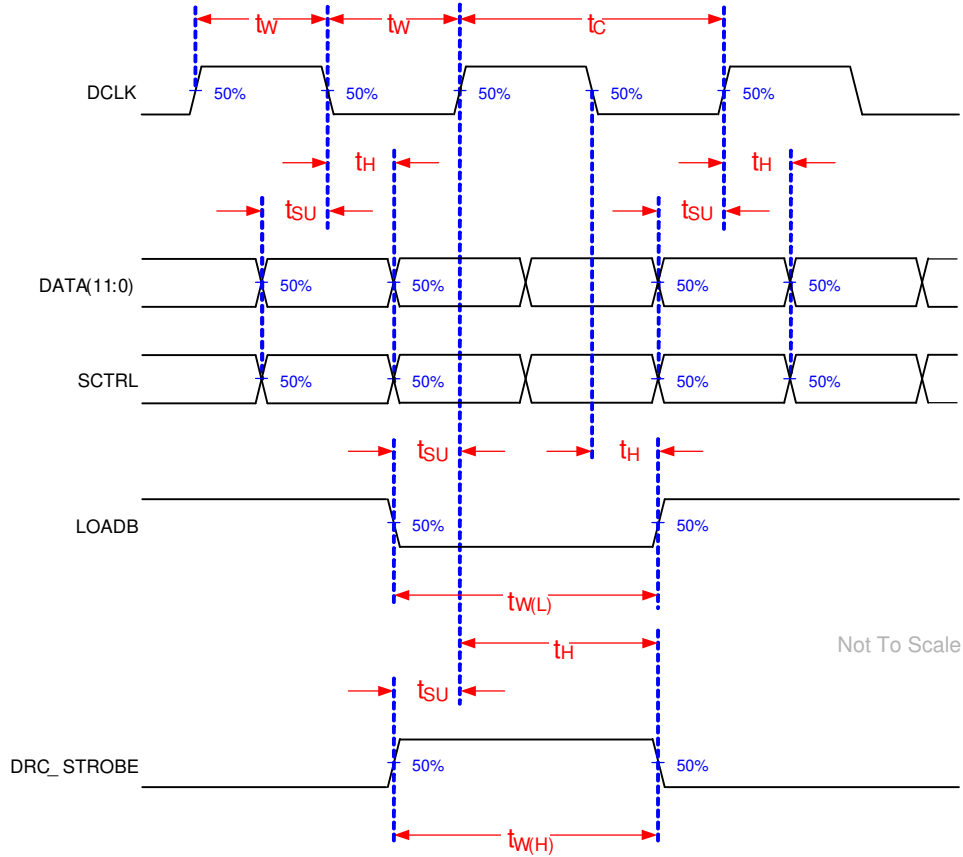 tW tW tC
DCLK 50% 50% 50% 50% 50%
tH tH
tSU tSU
DATA(11:0) 50% 50% 50% 50%
SCTRL 50% 50% 50% 50%
tSU tH
LOADB 50% 50%
tW(L)
tH
Not To Scale
tSU
DRC_ STROBE 50% 50%
tW(H)